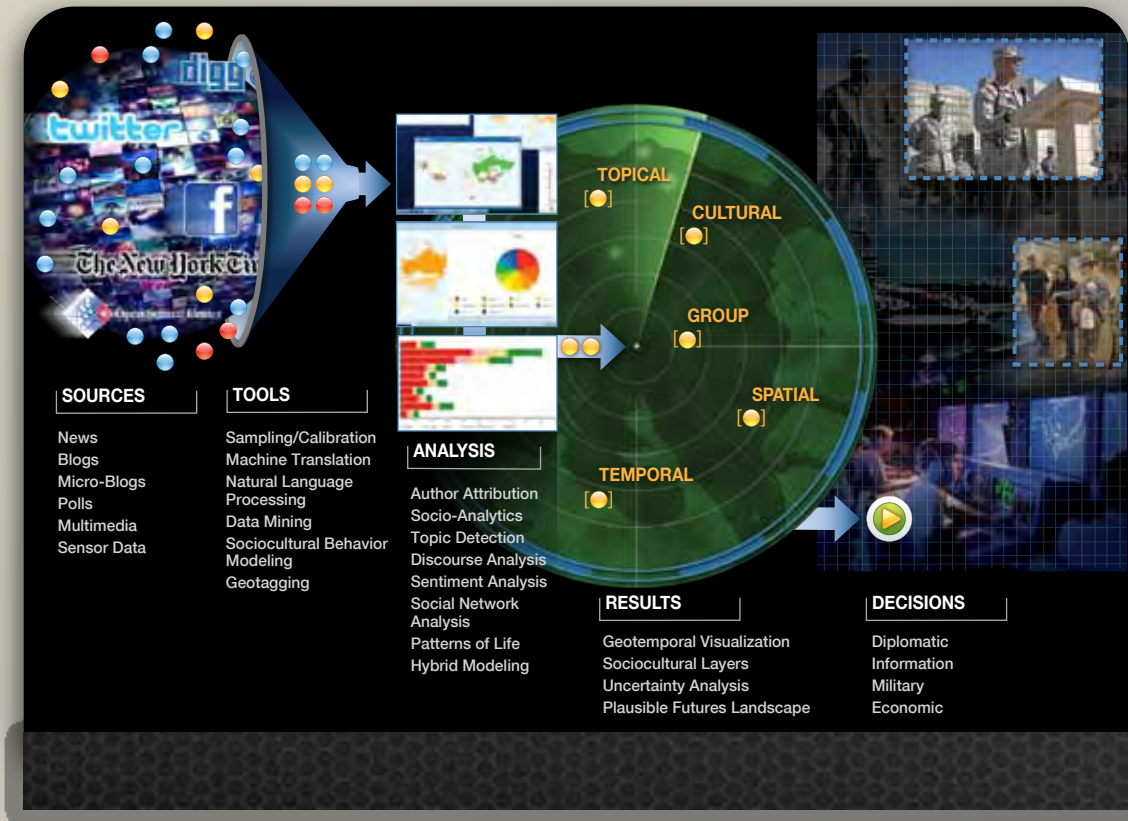 digg
twitter
f
The New York Tim
TOPICAL
[ ]
CULTURAL
[ ]
GROUP
[ ]
SPATIAL
[ ]
TEMPORAL
[ ]
SOURCES
News
Blogs
Micro-Blogs
Polls
Multimedia
Sensor Data
TOOLS
Sampling/Calibration
Machine Translation
Natural Language
Processing
Data Mining
Sociocultural Behavior
Modeling
Geotagging
ANALYSIS
Author Attribution
Socio-Analytics
Topic Detection
Discourse Analysis
Sentiment Analysis
Social Network
Analysis
Patterns of Life
Hybrid Modeling
RESULTS
Geotemporal Visualization
Sociocultural Layers
Uncertainty Analysis
Plausible Futures Landscape
DECISIONS
Diplomatic
Information
Military
Economic